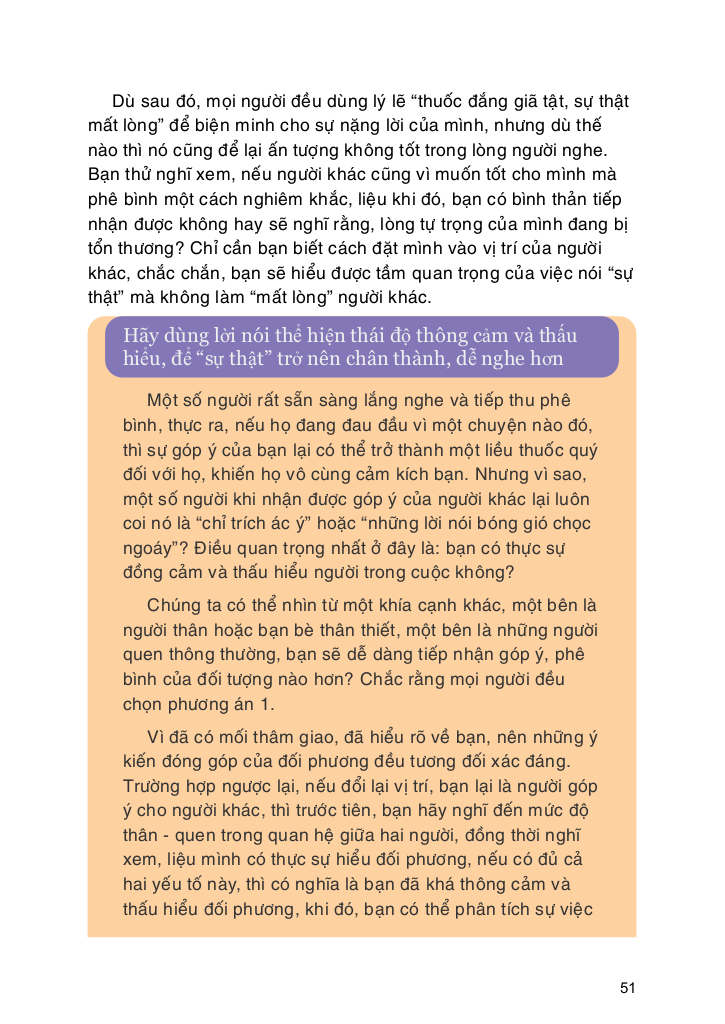 Dù sau đó, mọi người đều dùng lý lẽ “thuốc đắng giã tật, sự thật
mất lòng” để biện minh cho sự nặng lời của mình, nhưng dù thế
nào thì nó cũng để lại ấn tượng không tốt trong lòng người nghe.
Bạn thử nghĩ xem, nếu người khác cũng vì muốn tốt cho mình mà
phê bình một cách nghiêm khắc, liệu khi đó, bạn có bình thản tiếp
nhận được không hay sẽ nghĩ rằng, lòng tự trọng của mình đang bị
tổn thương? Chỉ cần bạn biết cách đặt mình vào vị trí của người
khác, chắc chắn, bạn sẽ hiểu được tầm quan trọng của việc nói “sự
thật” mà không làm “mất lòng” người khác.
Hãy dùng lời nói thể hiện thái độ thông cảm và thấu
hiểu, để “sự thật” trở nên chân thành, dễ nghe hơn
Một số người rất sẵn sàng lắng nghe và tiếp thu phê
bình, thực ra, nếu họ đang đau đầu vì một chuyện nào đó,
thì sự góp ý của bạn lại có thể trở thành một liều thuốc quý
đối với họ, khiến họ vô cùng cảm kích bạn. Nhưng vì sao,
một số người khi nhận được góp ý của người khác lại luôn
coi nó là “chỉ trích ác ý” hoặc “những lời nói bóng gió chọc
ngoáy”? Điều quan trọng nhất ở đây là: bạn có thực sự
đồng cảm và thấu hiểu người trong cuộc không?
Chúng ta có thể nhìn từ một khía cạnh khác, một bên là
người thân hoặc bạn bè thân thiết, một bên là những người
quen thông thường, bạn sẽ dễ dàng tiếp nhận góp ý, phê
bình của đối tượng nào hơn? Chắc rằng mọi người đều
chọn phương án 1.
Vì đã có mối thâm giao, đã hiểu rõ về bạn, nên những ý
kiến đóng góp của đối phương đều tương đối xác đáng.
Trường hợp ngược lại, nếu đổi lại vị trí, bạn lại là người góp
ý cho người khác, thì trước tiên, bạn hãy nghĩ đến mức độ
thân - quen trong quan hệ giữa hai người, đồng thời nghĩ
xem, liệu mình có thực sự hiểu đối phương, nếu có đủ cả
hai yếu tố này, thì có nghĩa là bạn đã khá thông cảm và
thấu hiểu đối phương, khi đó, bạn có thể phân tích sự việc
51